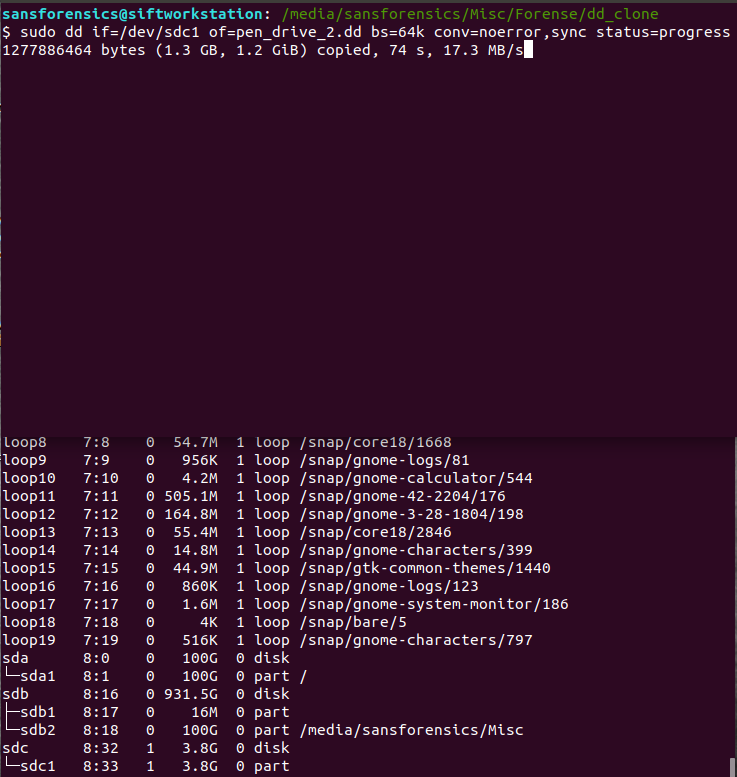 sansforensics@siftworkstation: /media/sansforensics/Misc/Forense/dd_clone
$ sudo dd if=/dev/sdc1 of=pen_drive_2.dd bs=64k conv=noerror,sync status=progress
1277886464 bytes (1.3 GB, 1.2 GiB) copied, 74 s, 17.3 MB/s
loop8    7:8    0  54.7M  1 loop /snap/core18/1668
loop9    7:9    0   956K  1 loop /snap/gnome-logs/81
loop10   7:10   0   4.2M  1 loop /snap/gnome-calculator/544
loop11   7:11   0 505.1M  1 loop /snap/gnome-42-2204/176
loop12   7:12   0 164.8M  1 loop /snap/gnome-3-28-1804/198
loop13   7:13   0  55.4M  1 loop /snap/core18/2846
loop14   7:14   0  14.8M  1 loop /snap/gnome-characters/399
loop15   7:15   0  44.9M  1 loop /snap/gtk-common-themes/1440
loop16   7:16   0   860K  1 loop /snap/gnome-logs/123
loop17   7:17   0   1.6M  1 loop /snap/gnome-system-monitor/186
loop18   7:18   0     4K  1 loop /snap/bare/5
loop19   7:19   0   516K  1 loop /snap/gnome-characters/797
sda      8:0    0   100G  0 disk
└─sda1   8:1    0   100G  0 part /
sdb      8:16   0 931.5G  0 disk
├─sdb1   8:17   0    16M  0 part
└─sdb2   8:18   0   100G  0 part /media/sansforensics/Misc
sdc      8:32   1   3.8G  0 disk
└─sdc1   8:33   1   3.8G  0 part